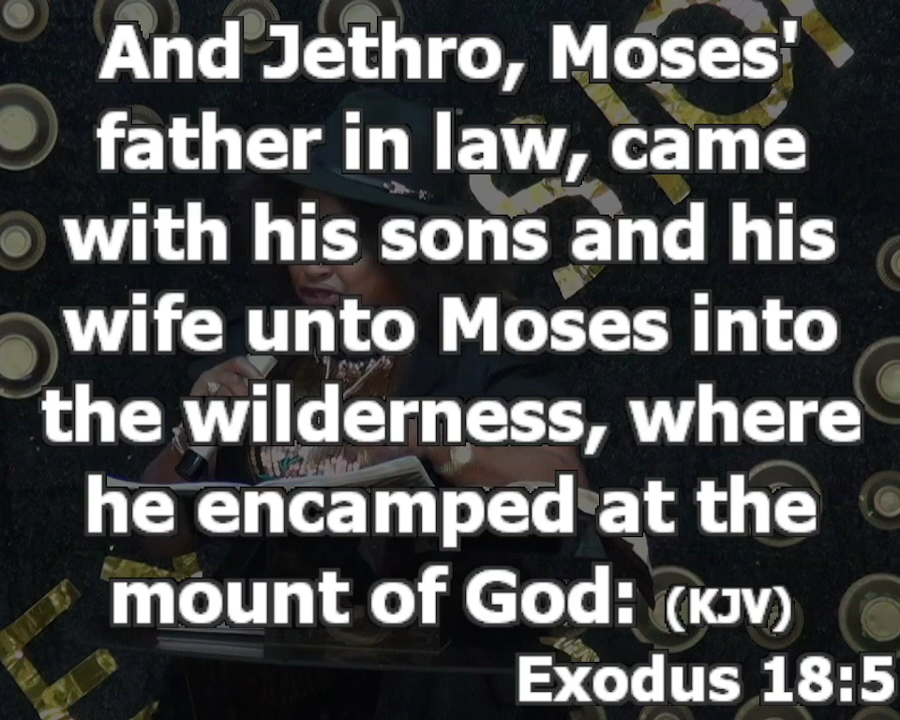 And Jethro, Moses'
father in law, came
with his sons and his
wife unto Moses into
the wilderness, where
he encamped at the
mount of God: (KJV)
Exodus 18:5